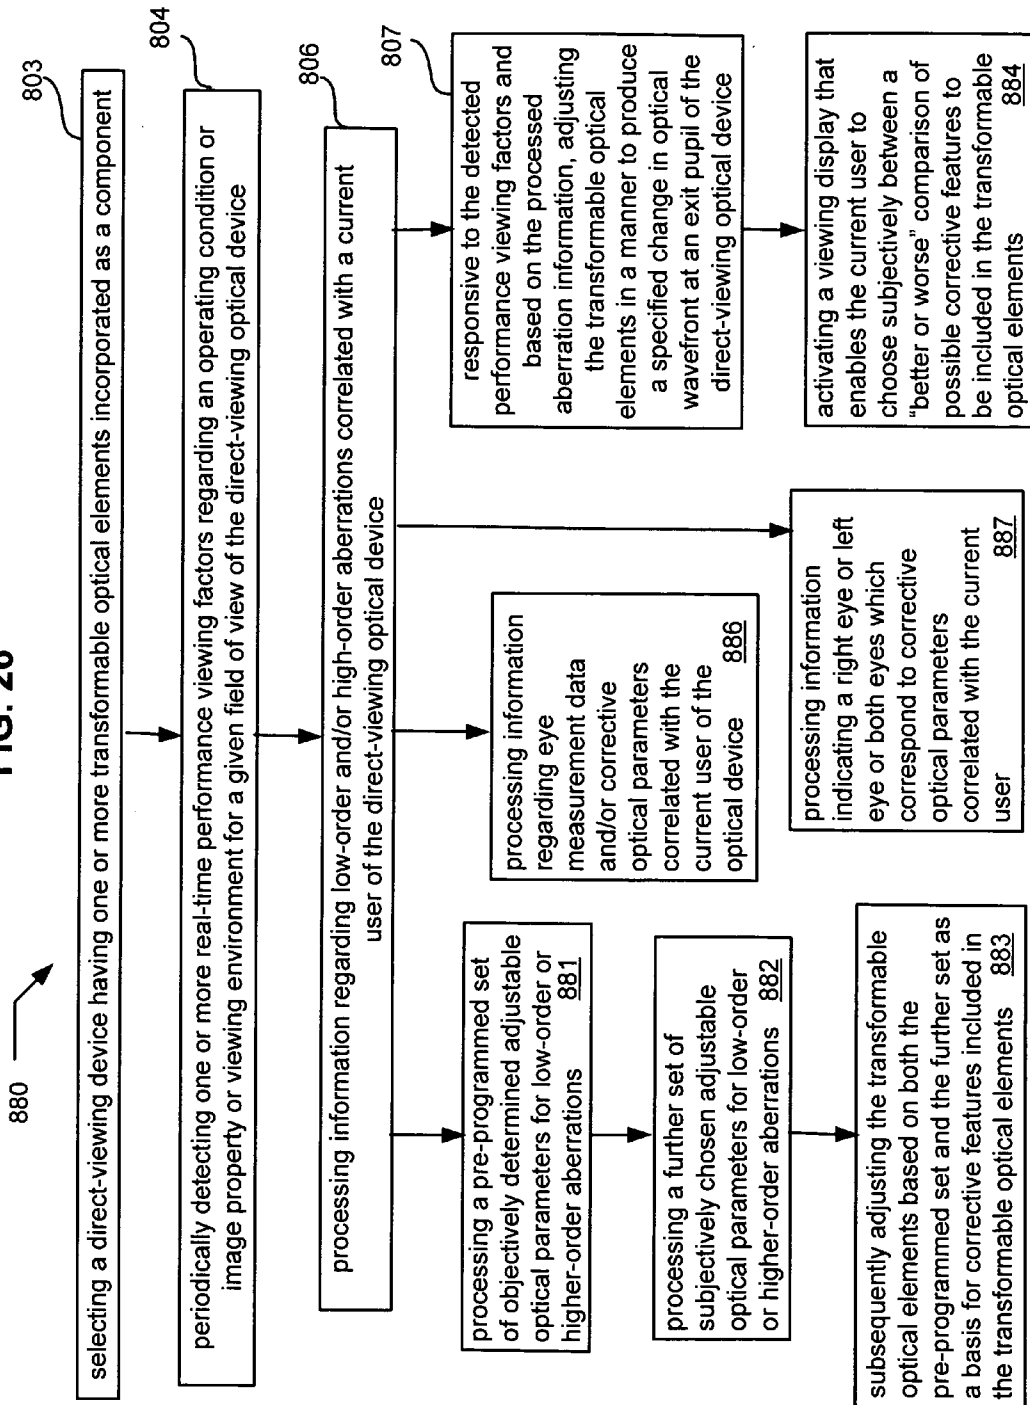 FIG. 26
880
selecting a direct-viewing device having one or more transformable optical elements incorporated as a component
803
periodically detecting one or more real-time performance viewing factors regarding an operating condition or
image property or viewing environment for a given field of view of the direct-viewing optical device
804
processing information regarding low-order and/or high-order aberrations correlated with a current
user of the direct-viewing optical device
806
processing a pre-programmed set
of objectively determined adjustable
optical parameters for low-order or
higher-order aberrations 881
processing a further set of
subjectively chosen adjustable
optical parameters for low-order
or higher-order aberrations 882
subsequently adjusting the transformable
optical elements based on both the
pre-programmed set and the further set as
a basis for corrective features included in
the transformable optical elements 883
processing information
regarding eye
measurement data
and/or corrective
optical parameters
correlated with the
current user of the
optical device 886
processing information
indicating a right eye or left
eye or both eyes which
correspond to corrective
optical parameters
correlated with the current
user 887
807
responsive to the detected
performance viewing factors and
based on the processed
aberration information, adjusting
the transformable optical
elements in a manner to produce
a specified change in optical
wavefront at an exit pupil of the
direct-viewing optical device
activating a viewing display that
enables the current user to
choose subjectively between a
“better or worse” comparison of
possible corrective features to
be included in the transformable
optical elements 884